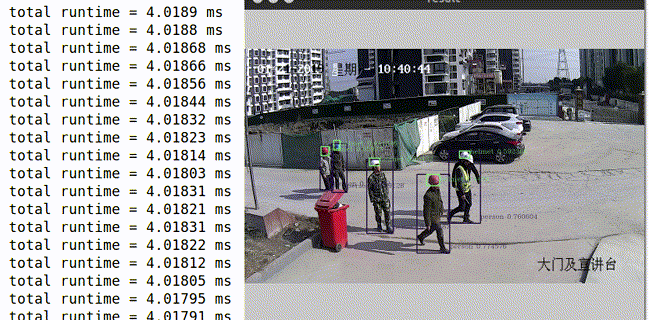 total runtime = 4.0189 ms
total runtime = 4.0188 ms
total runtime = 4.01868 ms
total runtime = 4.01866 ms
total runtime = 4.01856 ms
total runtime = 4.01844 ms
total runtime = 4.01832 ms
total runtime = 4.01823 ms
total runtime = 4.01814 ms
total runtime = 4.01803 ms
total runtime = 4.01831 ms
total runtime = 4.01821 ms
total runtime = 4.01831 ms
total runtime = 4.01822 ms
total runtime = 4.01812 ms
total runtime = 4.01805 ms
total runtime = 4.01795 ms
total runtime = 4.01791 ms
result
星期 10:40:44
person 0.760604
大门及宣讲台